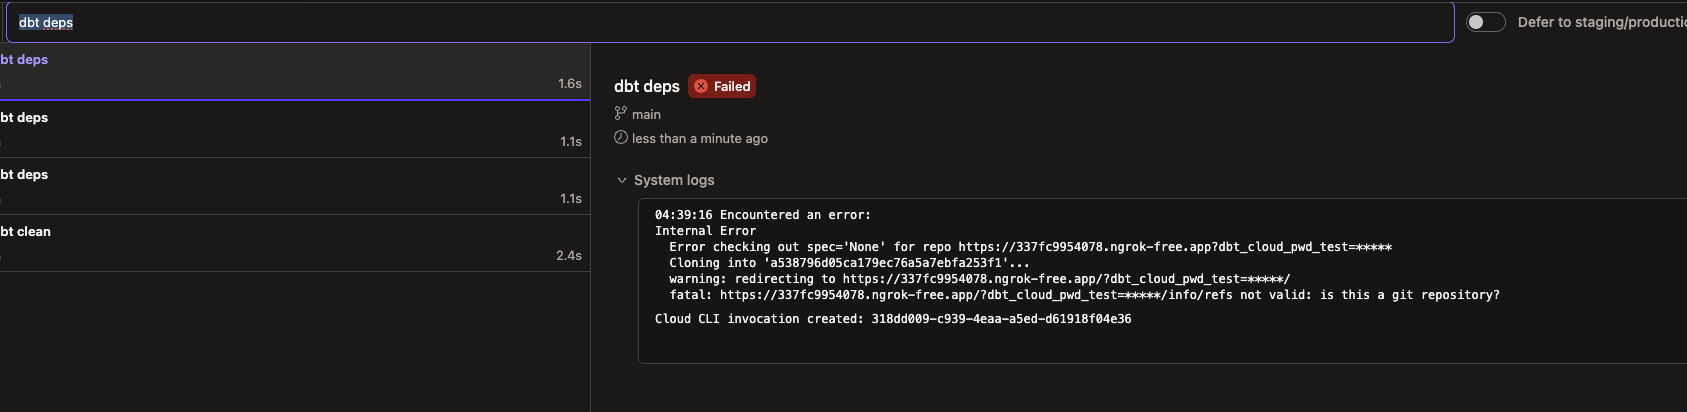 dbt deps
Defer to staging/producti
bt deps
1.6s
bt deps
1.1s
bt deps
1.1s
bt clean
2.4s
dbt deps Failed
main
less than a minute ago
System logs
04:39:16 Encountered an error:
Internal Error
Error checking out spec='None' for repo https://337fc9954078.ngrok-free.app?dbt_cloud_pwd_test=*****
Cloning into 'a538796d05ca179ec76a5a7ebfa253f1'...
warning: redirecting to https://337fc9954078.ngrok-free.app/?dbt_cloud_pwd_test=*****/
fatal: https://337fc9954078.ngrok-free.app/?dbt_cloud_pwd_test=*****/info/refs not valid: is this a git repository?
Cloud CLI invocation created: 318dd009-c939-4eaa-a5ed-d61918f04e36